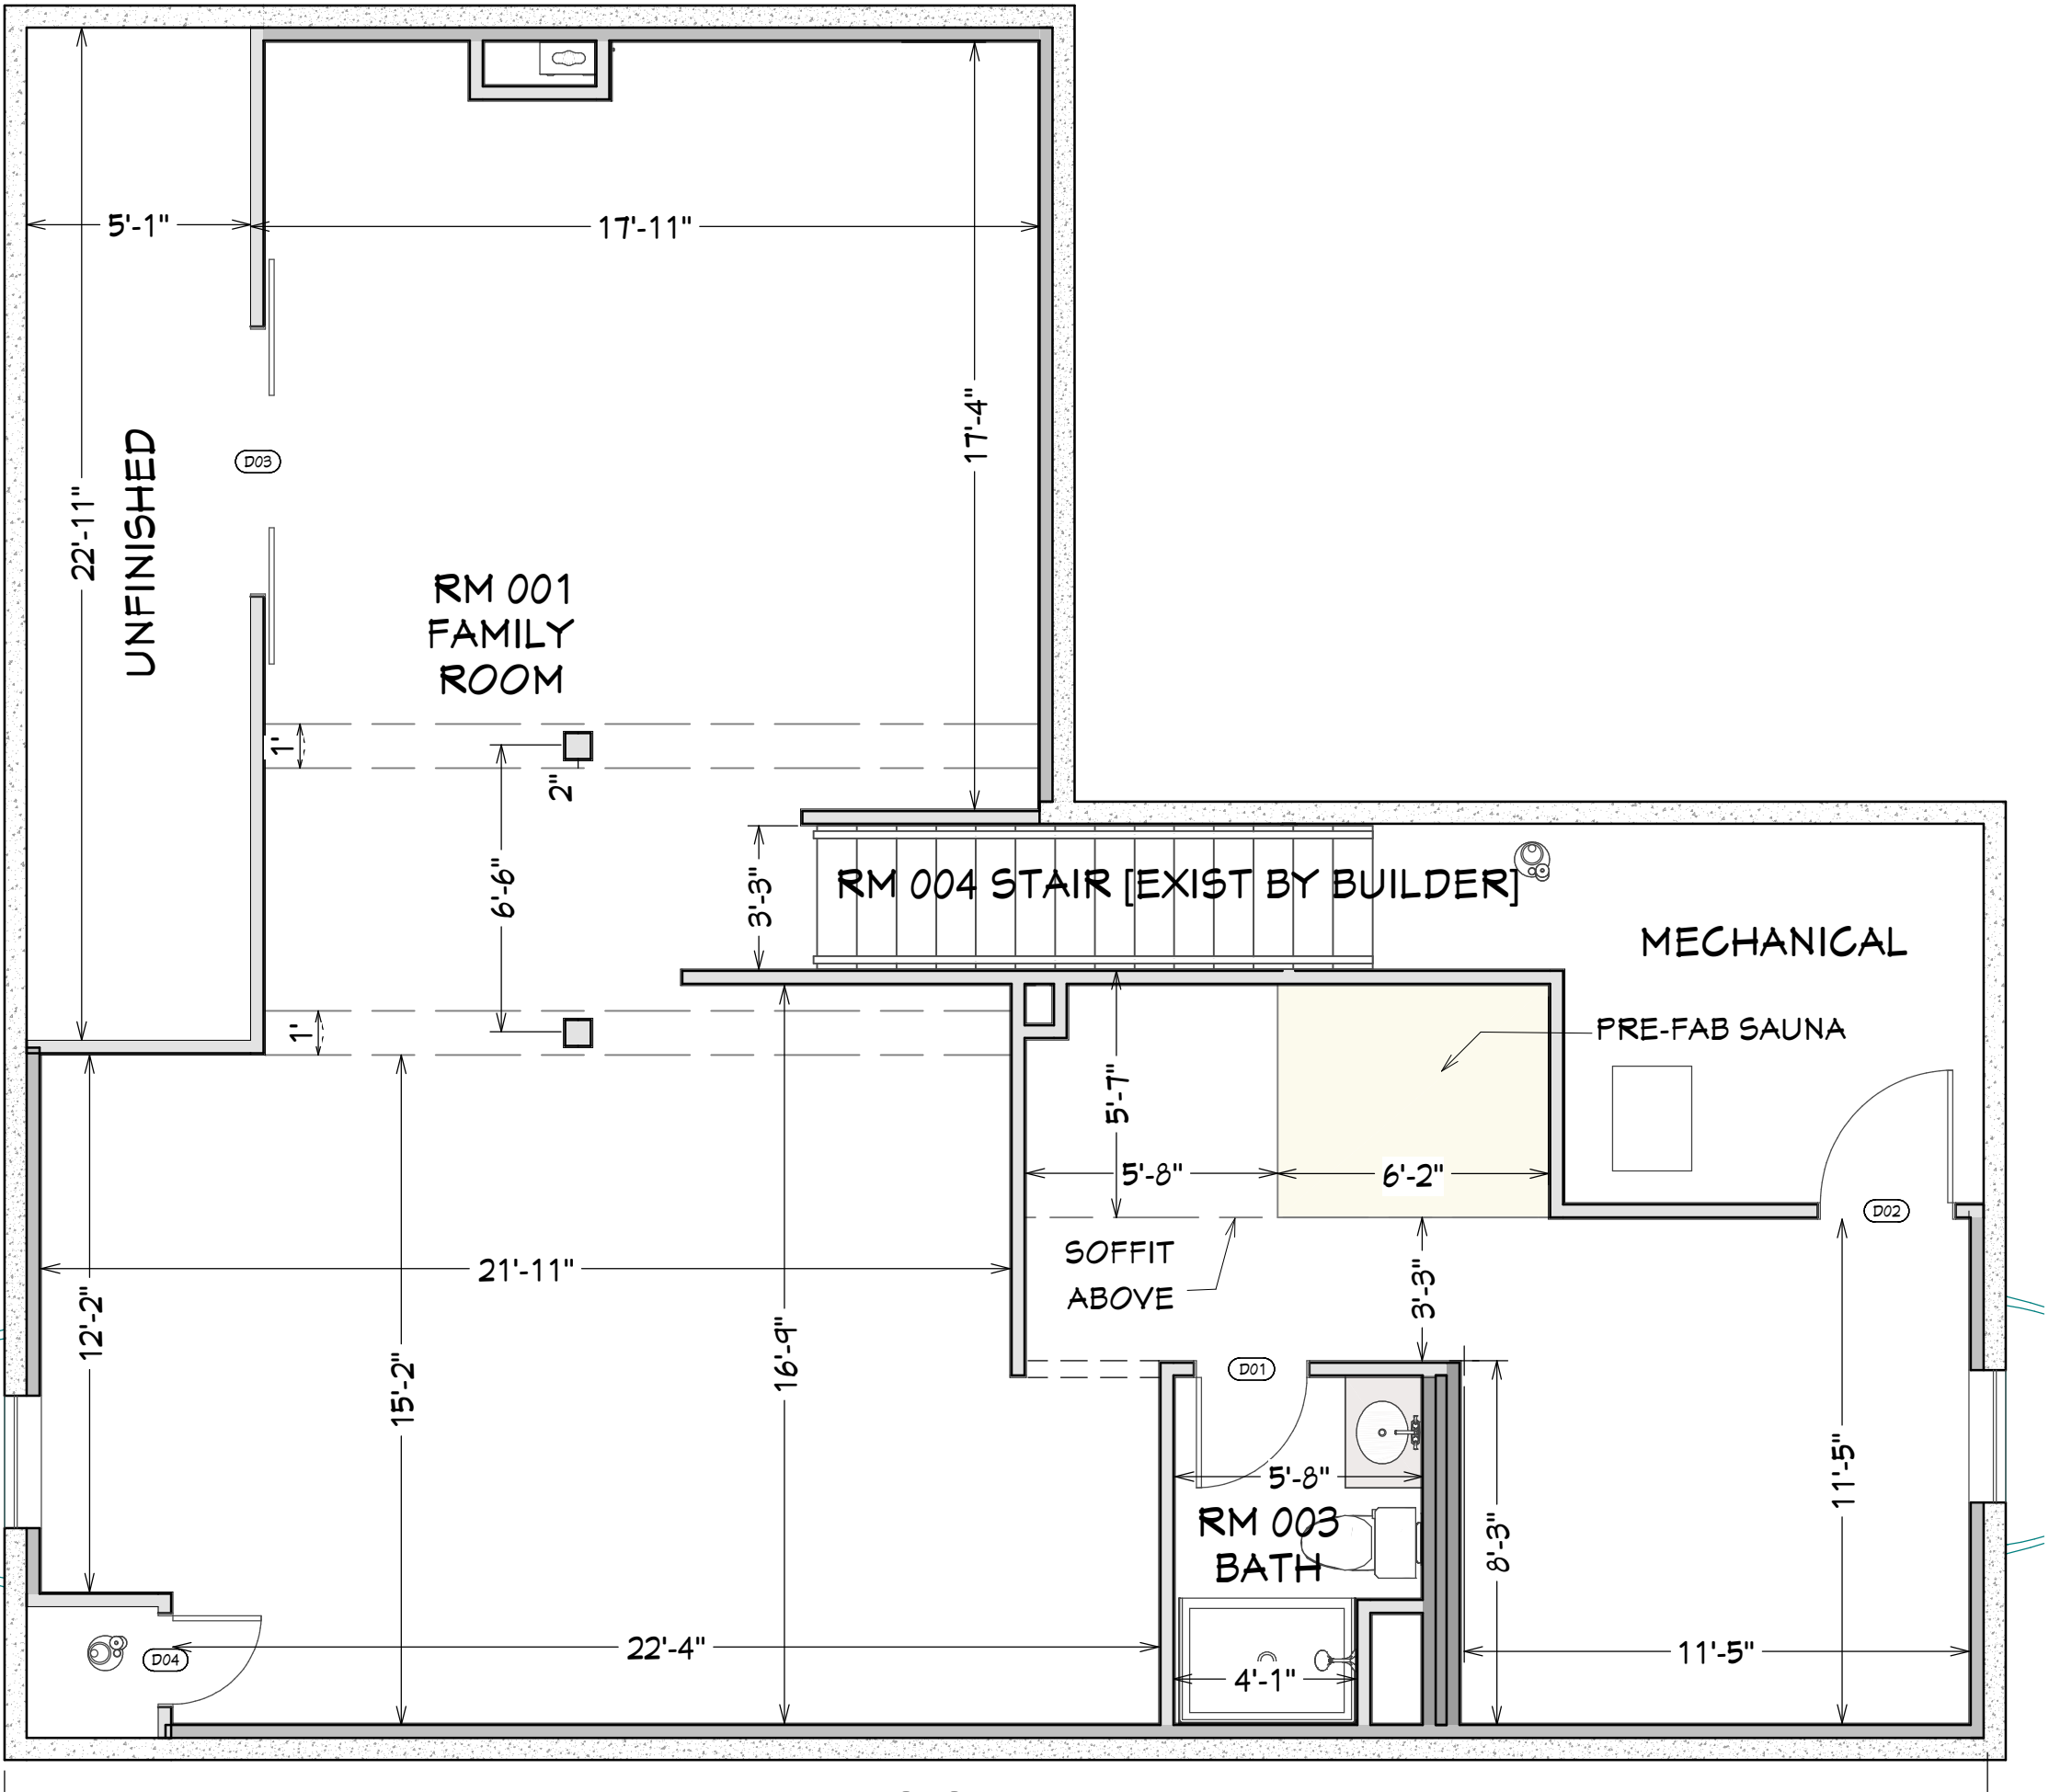 5'-1"
17'-11"
17'-4"
22'-11"
UNFINISHED
D03
RM 001
FAMILY
ROOM
1'
2"
6'-6"
3'-3"
RM 004 STAIR [EXIST BY BUILDER]
MECHANICAL
1'
PRE-FAB SAUNA
5'-7"
5'-8"
6'-2"
D02
SOFFIT
ABOVE
21'-11"
12'-2"
15'-2"
16'-9"
3'-3"
D01
5'-8"
RM 003
BATH
8'-3"
11'-5"
22'-4"
D04
4'-1"
11'-5"